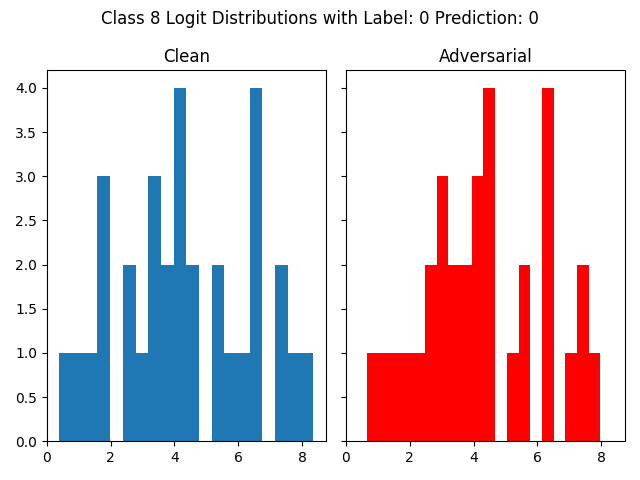 Class 8 Logit Distributions with Label: 0 Prediction: 0
Clean
Adversarial
4.0
3.5
3.0
2.5
2.0
1.5
1.0
0.5
0.0
0 2 4 6 8
0 2 4 6 8